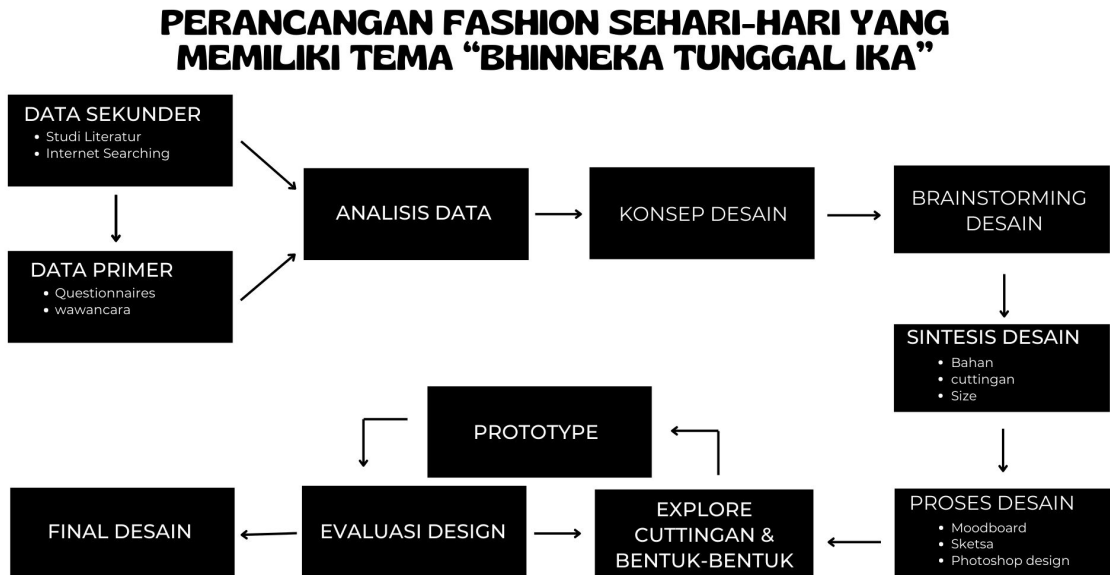 PERANCANGAN FASHION SEHARI-HARI YANG
MEMILIKI TEMA “BHINNEKA TUNGGAL IKA”
DATA SEKUNDER
• Studi Literatur
• Internet Searching
DATA PRIMER
• Questionnaires
• wawancara
ANALISIS DATA
KONSEP DESAIN
BRAINSTORMING
DESAIN
SINTESIS DESAIN
• Bahan
• cuttingan
• Size
PROSES DESAIN
• Moodboard
• Sketsa
• Photoshop design
EXPLORE
CUTTINGAN &
BENTUK-BENTUK
PROTOTYPE
EVALUASI DESIGN
FINAL DESAIN